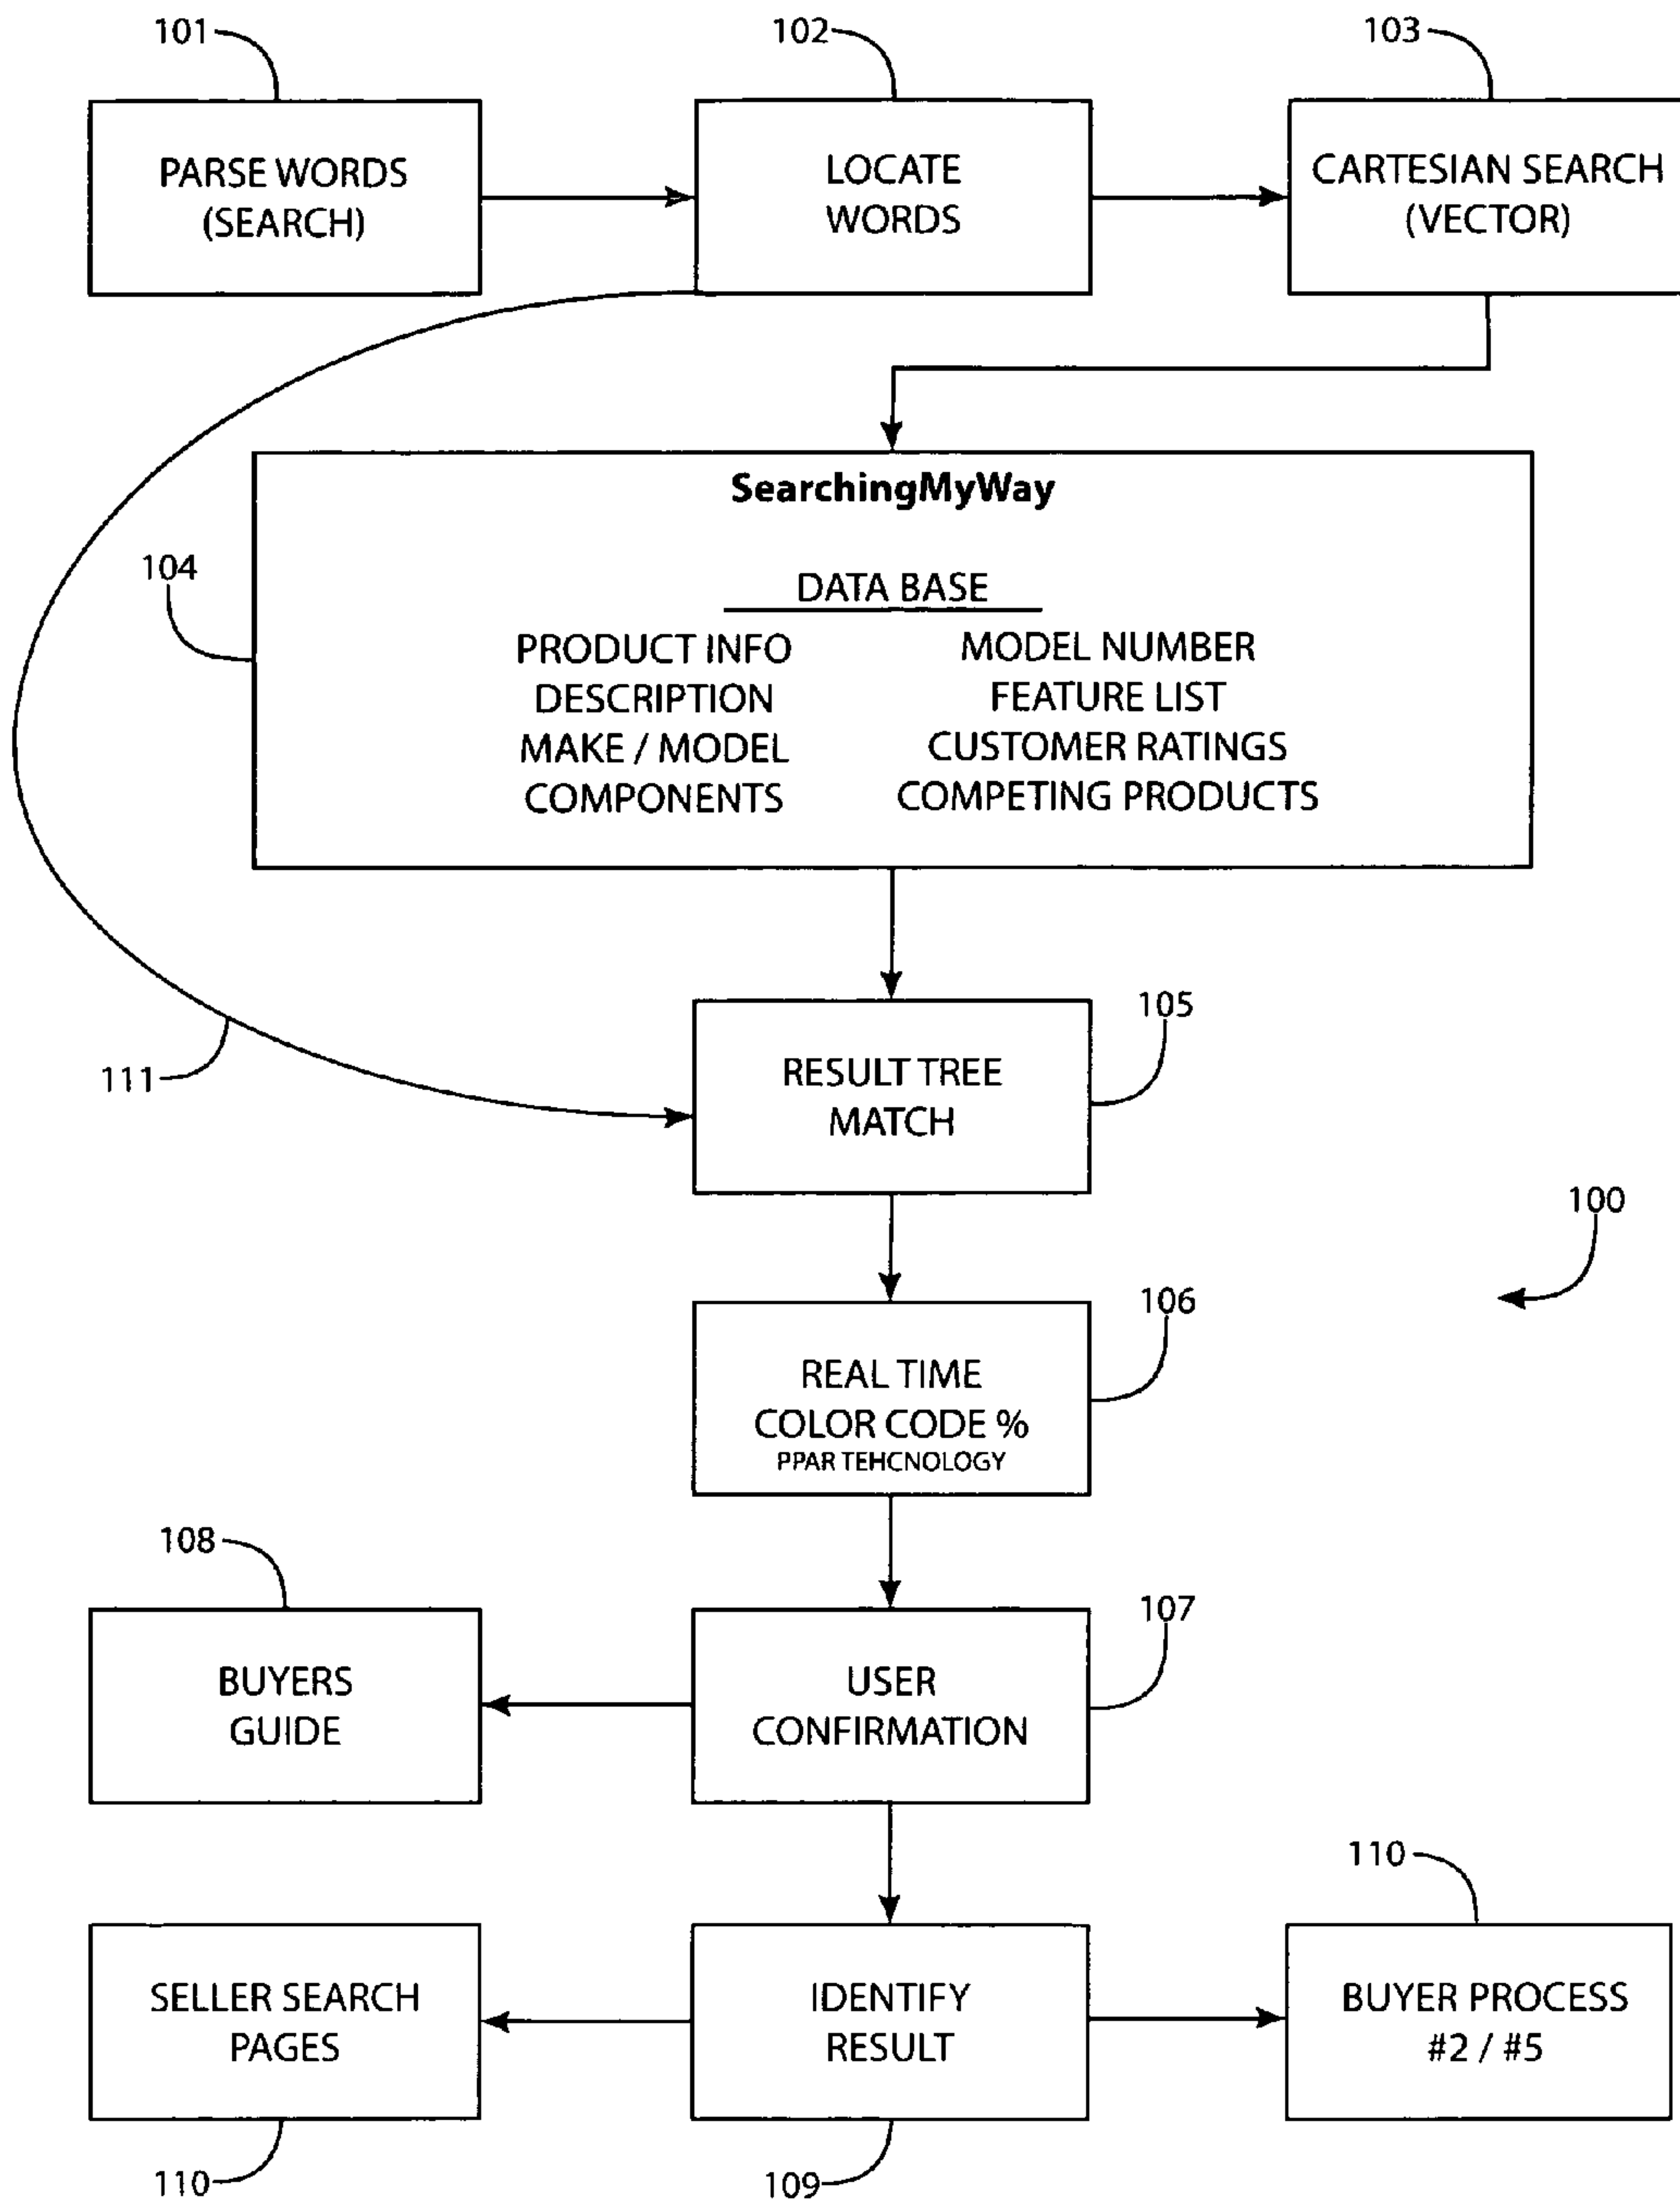 101
102
103
PARSE WORDS
(SEARCH)
LOCATE
WORDS
CARTESIAN SEARCH
(VECTOR)
SearchingMyWay
104
DATA BASE
PRODUCT INFO
DESCRIPTION
MAKE / MODEL
COMPONENTS
MODEL NUMBER
FEATURE LIST
CUSTOMER RATINGS
COMPETING PRODUCTS
105
111
RESULT TREE
MATCH
100
106
REAL TIME
COLOR CODE %
PPAR TEHCNOLOGY
108
107
BUYERS
GUIDE
USER
CONFIRMATION
110
SELLER SEARCH
PAGES
IDENTIFY
RESULT
BUYER PROCESS
#2 / #5
110
109